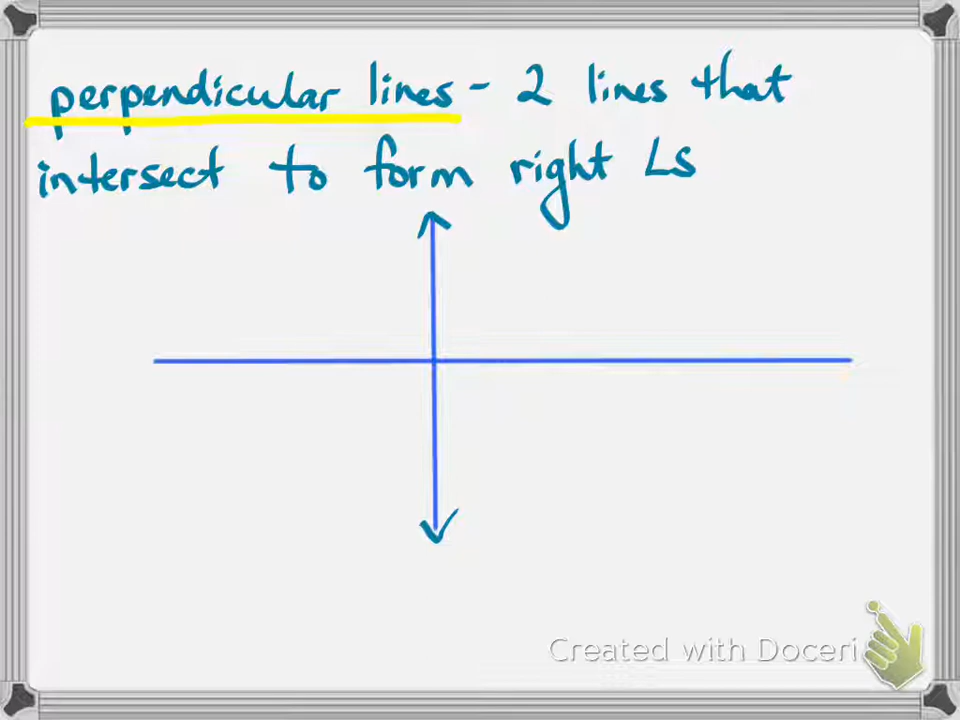 perpendicular lines - 2 lines that
intersect to form right ∠s
Created with Doceri